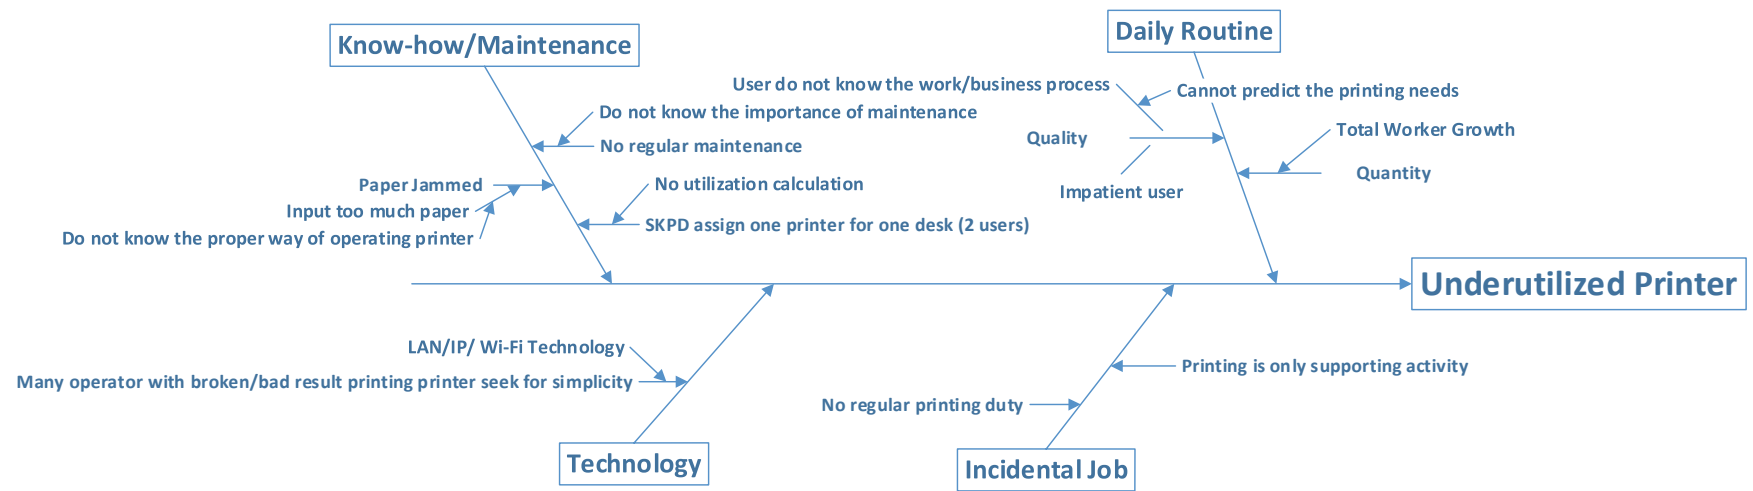 Know-how/Maintenance
Daily Routine
User do not know the work/business process
Cannot predict the printing needs
Do not know the importance of maintenance
Total Worker Growth
Quality
No regular maintenance
Quantity
Paper Jammed
No utilization calculation
Impatient user
Input too much paper
SKPD assign one printer for one desk (2 users)
Do not know the proper way of operating printer
Underutilized Printer
LAN/IP/ Wi-Fi Technology
Printing is only supporting activity
Many operator with broken/bad result printing printer seek for simplicity
No regular printing duty
Technology
Incidental Job